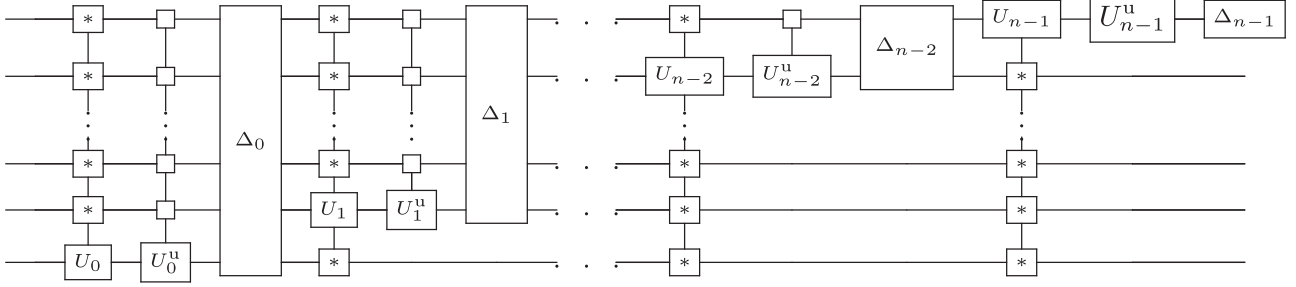 * * U_{n−1} U^u_{n−1} Δ_{n−1}
* * U_{n−2} U^u_{n−2} Δ_{n−2} *
Δ_0 Δ_1
* * * *
* U_1 U^u_1 * *
U_0 U^u_0 * * *